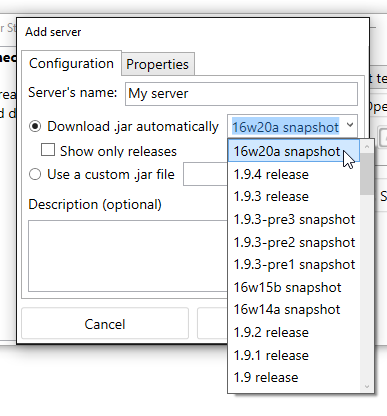 Add server
Configuration
Properties
Server's name:
My server
Download .jar automatically
16w20a snapshot
Show only releases
Use a custom .jar file
Description (optional)
Cancel
16w20a snapshot
1.9.4 release
1.9.3 release
1.9.3-pre3 snapshot
1.9.3-pre2 snapshot
1.9.3-pre1 snapshot
16w15b snapshot
16w14a snapshot
1.9.2 release
1.9.1 release
1.9 release